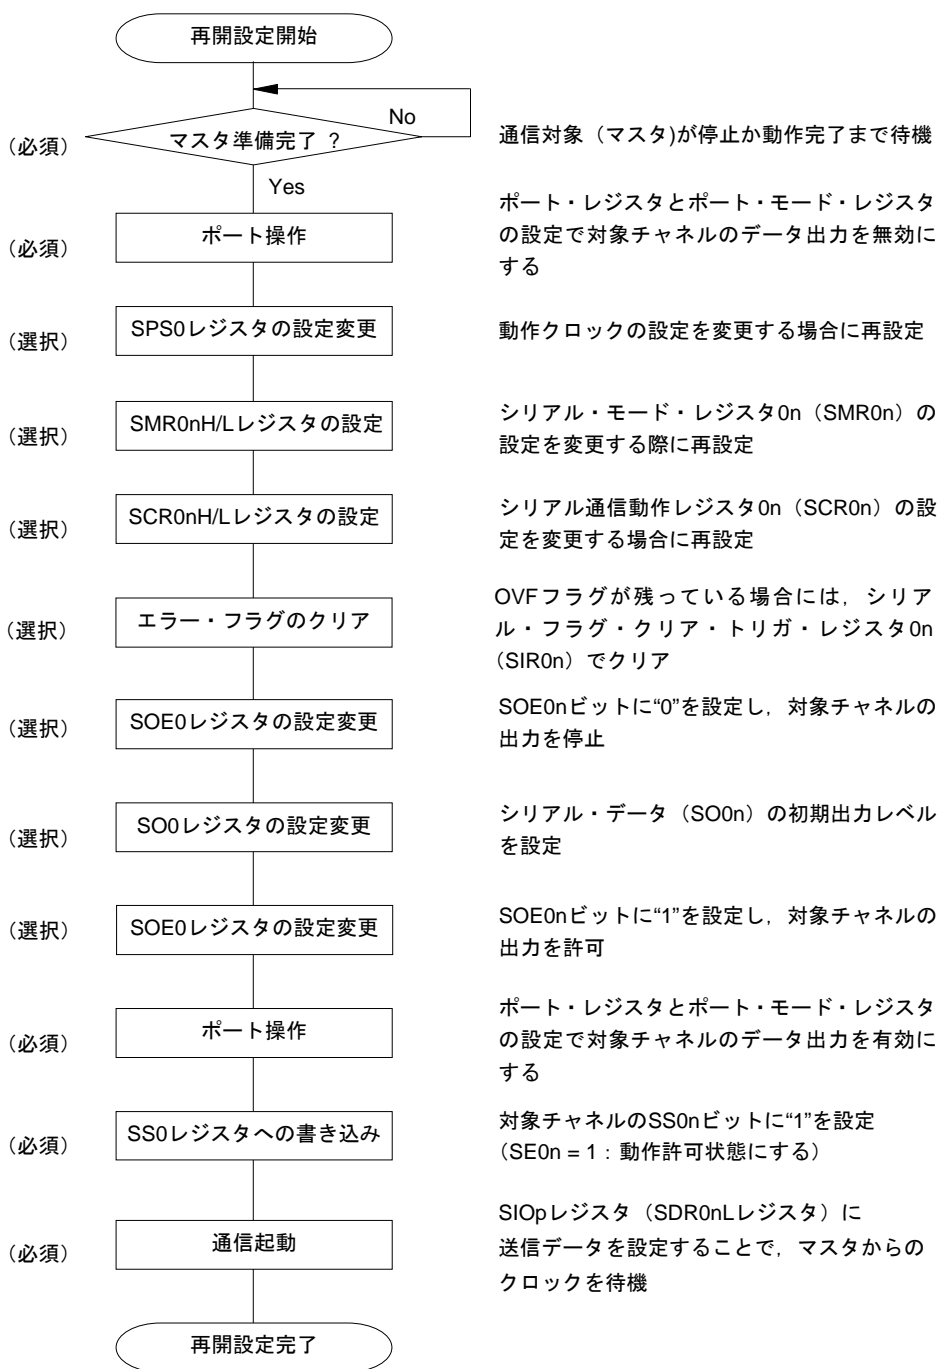 再開設定開始
No
(必須)
マスタ準備完了 ?
通信対象(マスタ)が停止か動作完了まで待機
Yes
(必須)
ポート操作
ポート・レジスタとポート・モード・レジスタ
の設定で対象チャネルのデータ出力を無効に
する
(選択)
SPS0レジスタの設定変更
動作クロックの設定を変更する場合に再設定
(選択)
SMR0nH/Lレジスタの設定
シリアル・モード・レジスタ0n(SMR0n)の
設定を変更する際に再設定
(選択)
SCR0nH/Lレジスタの設定
シリアル通信動作レジスタ0n(SCR0n)の設
定を変更する場合に再設定
(選択)
エラー・フラグのクリア
OVFフラグが残っている場合には,シリア
ル・フラグ・クリア・トリガ・レジスタ0n
(SIR0n)でクリア
(選択)
SOE0レジスタの設定変更
SOE0nビットに“0”を設定し,対象チャネルの
出力を停止
(選択)
SO0レジスタの設定変更
シリアル・データ(SO0n)の初期出力レベル
を設定
(選択)
SOE0レジスタの設定変更
SOE0nビットに“1”を設定し,対象チャネルの
出力を許可
(必須)
ポート操作
ポート・レジスタとポート・モード・レジスタ
の設定で対象チャネルのデータ出力を有効に
する
(必須)
SS0レジスタへの書き込み
対象チャネルのSS0nビットに“1”を設定
(SE0n = 1:動作許可状態にする)
(必須)
通信起動
SIOpレジスタ(SDR0nLレジスタ)に
送信データを設定することで,マスタからの
クロックを待機
再開設定完了